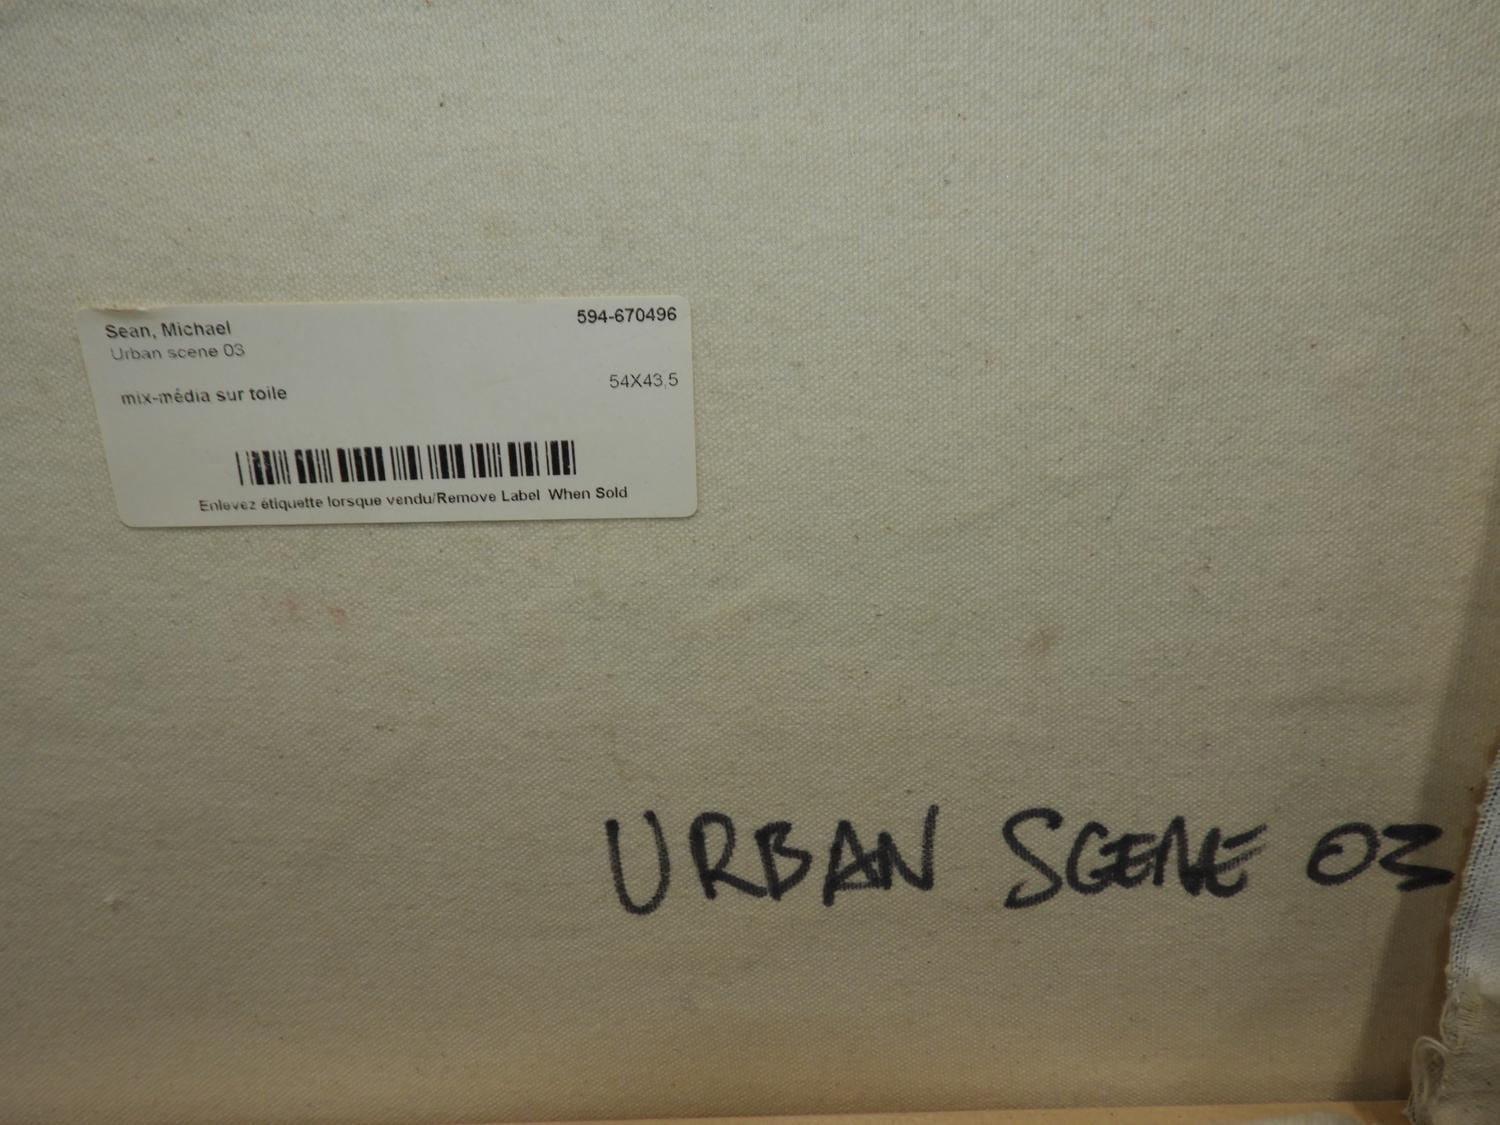 Sean, Michael
594-670496
Urban scene 03
54X43,5
mix-média sur toile
Enlevez étiquette lorsque vendu/Remove Label When Sold
URBAN SCENE 03